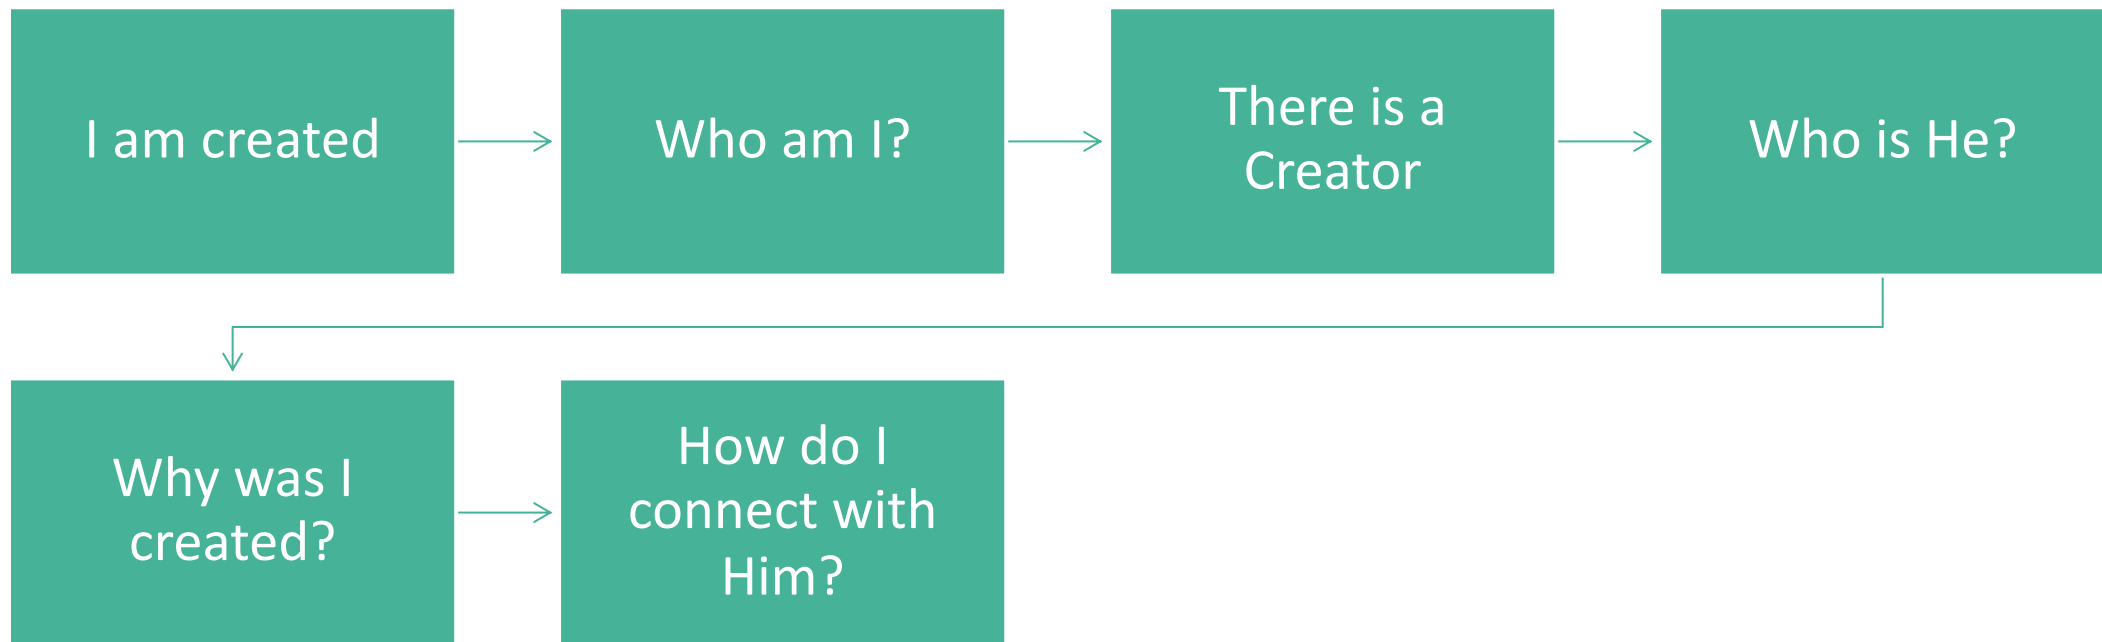 I am created
Who am I?
There is a
Creator
Who is He?
Why was I
created?
How do I
connect with
Him?